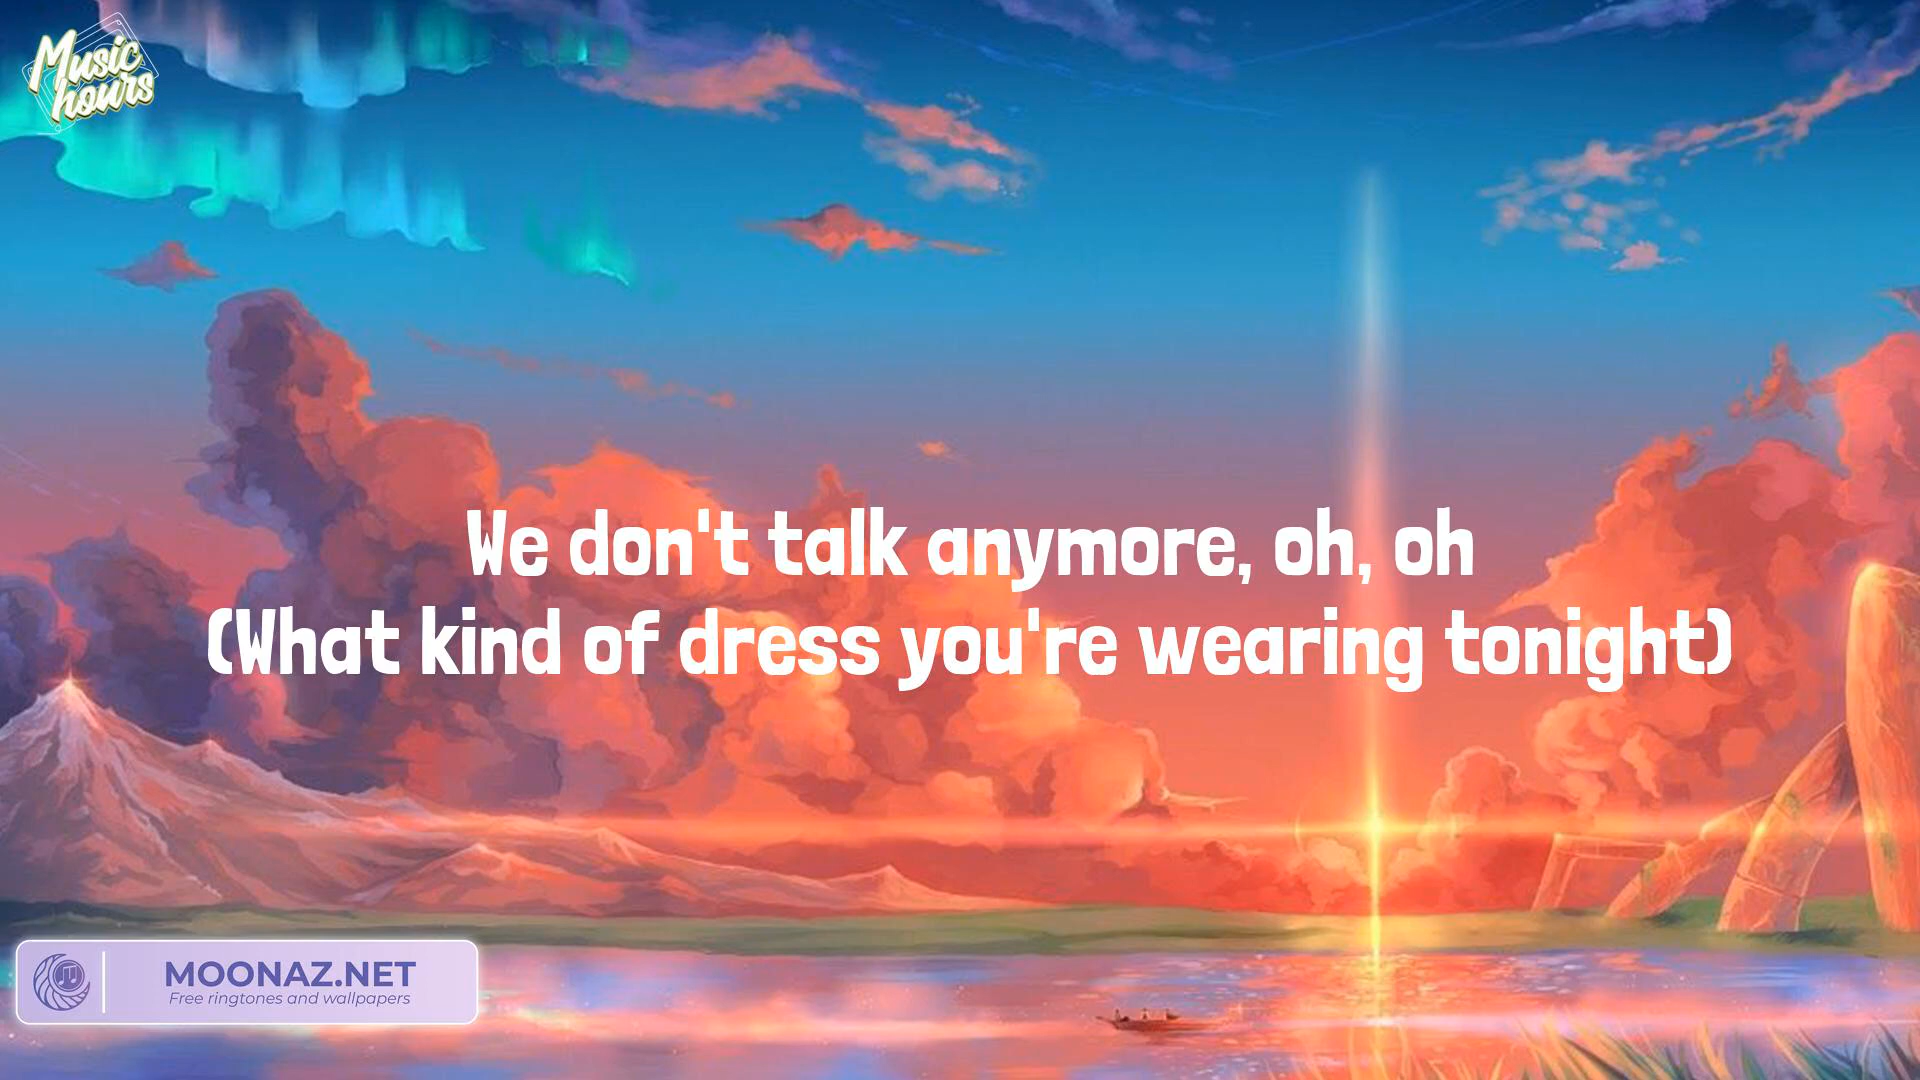 Music
hours
We don't talk anymore, oh, oh
(What kind of dress you're wearing tonight)
MOONAZ.NET
Free ringtones and wallpapers